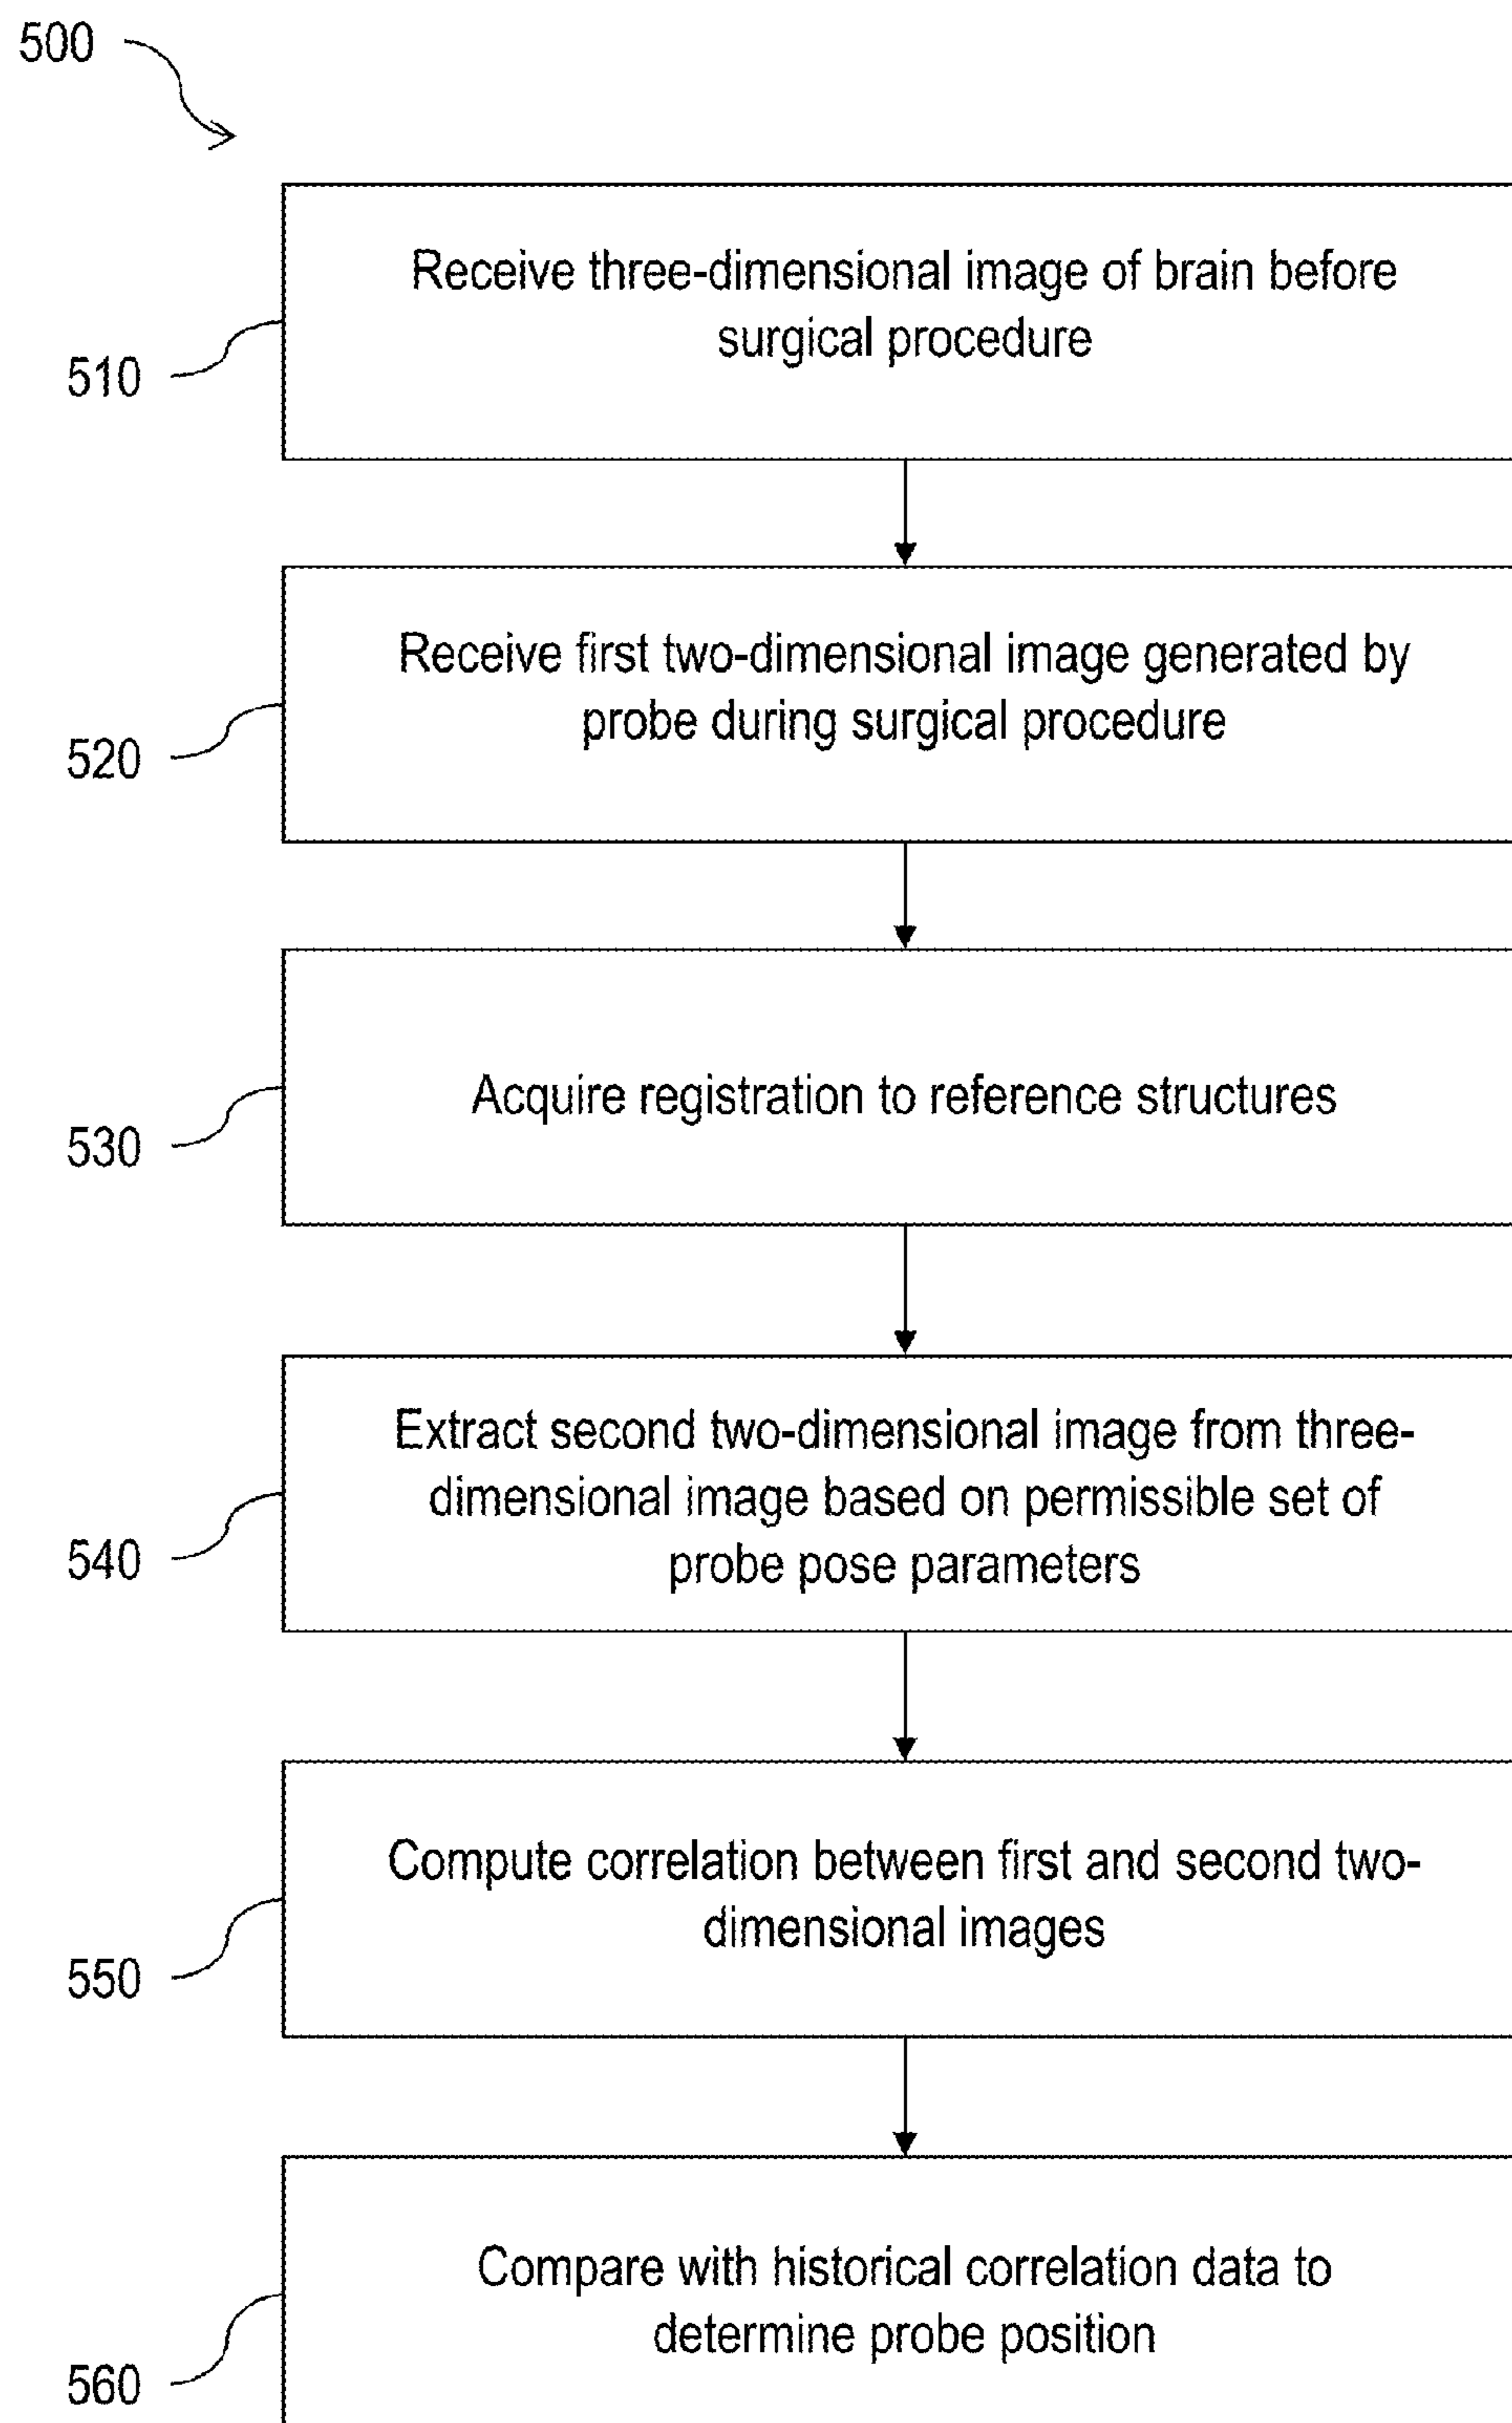 500
Receive three-dimensional image of brain before
surgical procedure
510
Receive first two-dimensional image generated by
probe during surgical procedure
520
Acquire registration to reference structures
530
Extract second two-dimensional image from three-
dimensional image based on permissible set of
probe pose parameters
540
Compute correlation between first and second two-
dimensional images
550
Compare with historical correlation data to
determine probe position
560